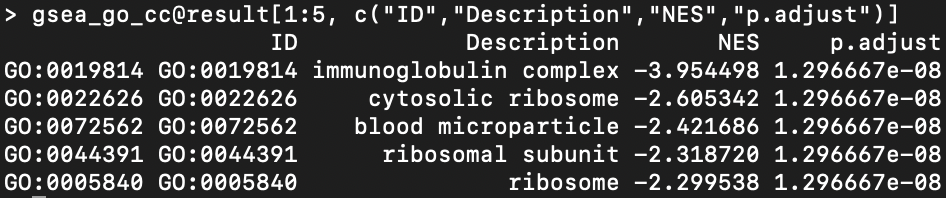 > gsea_go_cc@result[1:5, c("ID","Description","NES","p.adjust")]
ID Description NES p.adjust
GO:0019814 GO:0019814 immunoglobulin complex -3.954498 1.296667e-08
GO:0022626 GO:0022626 cytosolic ribosome -2.605342 1.296667e-08
GO:0072562 GO:0072562 blood microparticle -2.421686 1.296667e-08
GO:0044391 GO:0044391 ribosomal subunit -2.318720 1.296667e-08
GO:0005840 GO:0005840 ribosome -2.299538 1.296667e-08